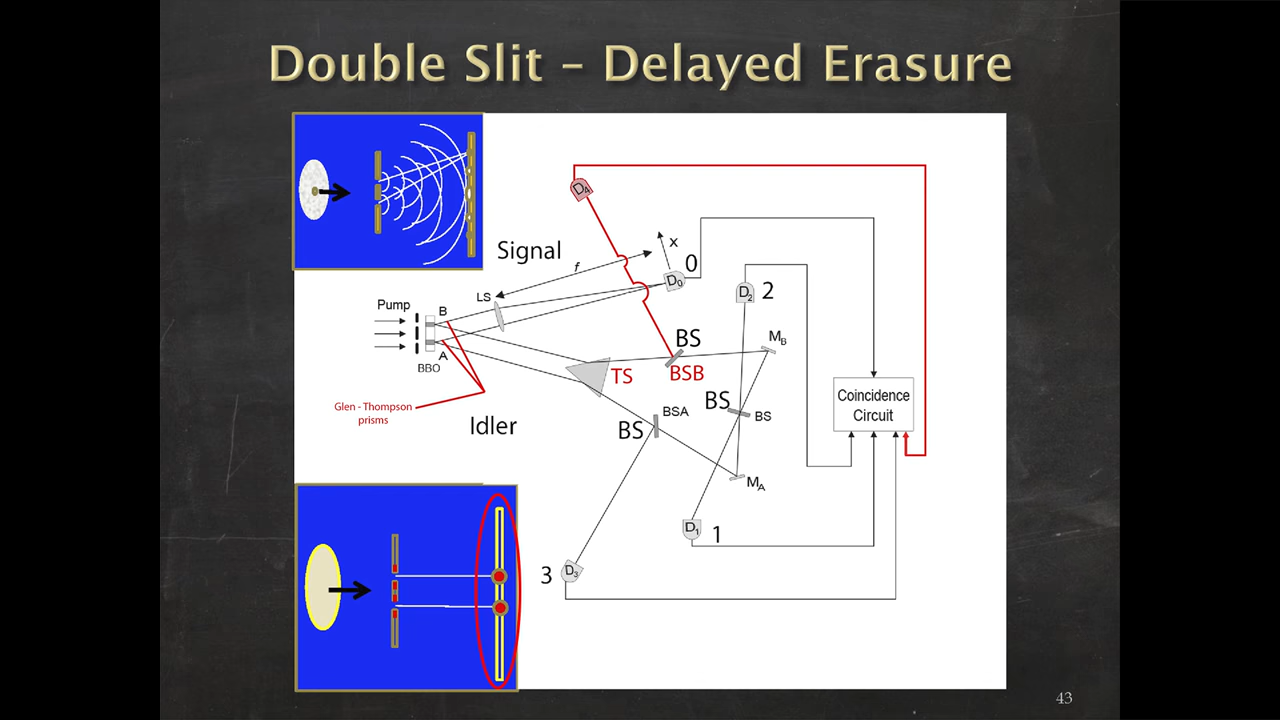 Double Slit – Delayed Erasure
D4
Signal
x
0
f
D0
2
D2
LS
Pump
B
BS
MB
TS
BSB
A
BBO
BS
BS
Coincidence
Circuit
Glen - Thompson
prisms
Idler
BSA
BS
MA
D1
1
3
D3
43